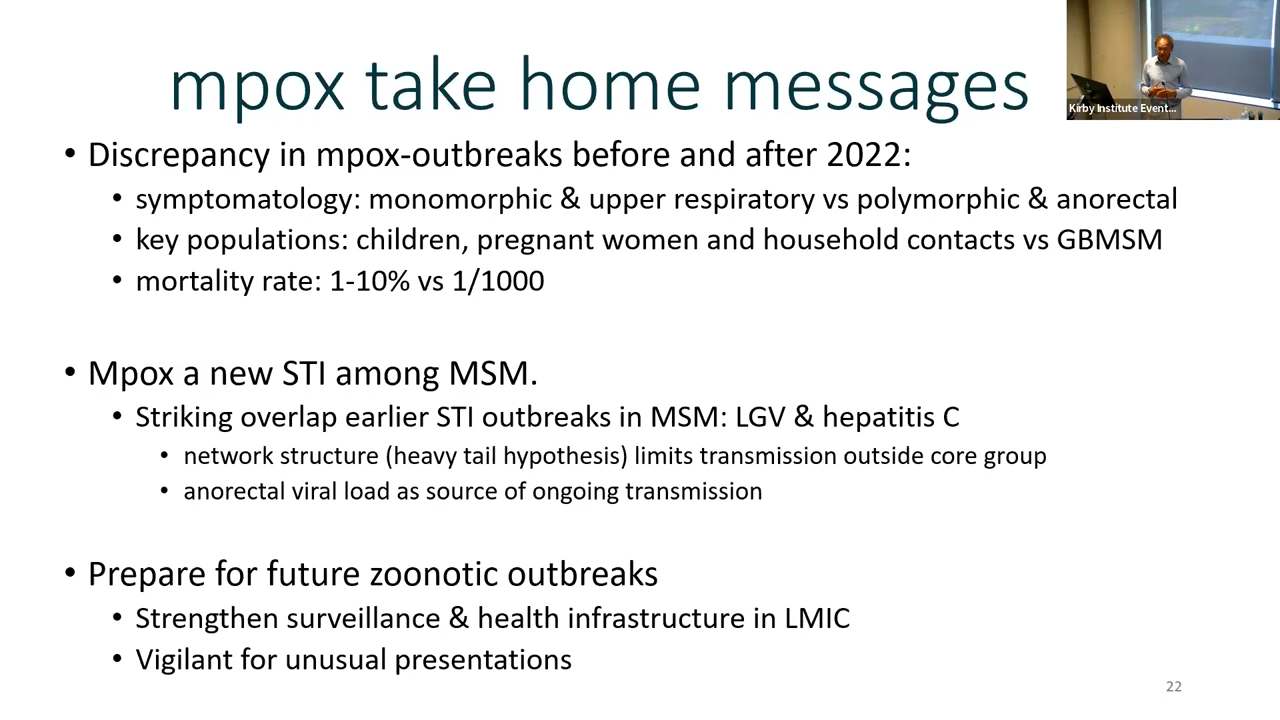 mpox take home messages
Kirby Institute Event...
• Discrepancy in mpox-outbreaks before and after 2022:
• symptomatology: monomorphic & upper respiratory vs polymorphic & anorectal
• key populations: children, pregnant women and household contacts vs GBMSM
• mortality rate: 1-10% vs 1/1000
• Mpox a new STI among MSM.
• Striking overlap earlier STI outbreaks in MSM: LGV & hepatitis C
• network structure (heavy tail hypothesis) limits transmission outside core group
• anorectal viral load as source of ongoing transmission
• Prepare for future zoonotic outbreaks
• Strengthen surveillance & health infrastructure in LMIC
• Vigilant for unusual presentations
22